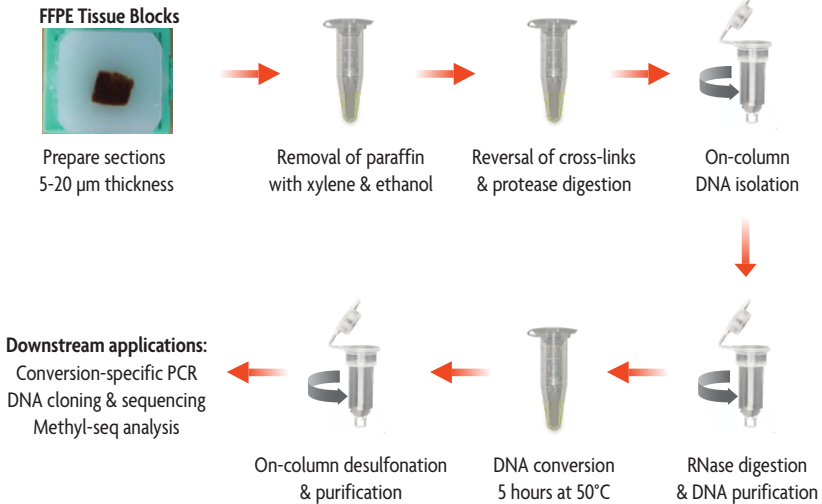 FFPE Tissue Blocks
Prepare sections
5-20 µm thickness
Removal of paraffin
with xylene & ethanol
Reversal of cross-links
& protease digestion
On-column
DNA isolation
RNase digestion
& DNA purification
DNA conversion
5 hours at 50°C
On-column desulfonation
& purification
Downstream applications:
Conversion-specific PCR
DNA cloning & sequencing
Methyl-seq analysis